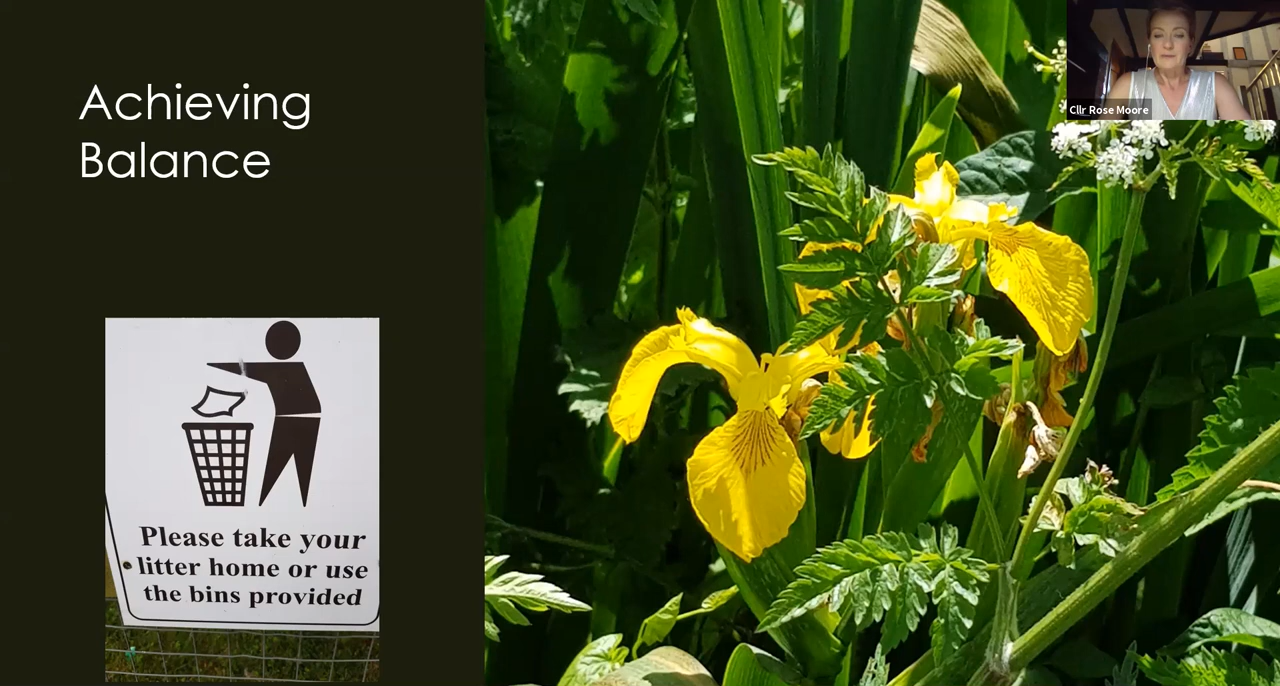 Achieving
Balance
Cllr Rose Moore
Please take your
litter home or use
the bins provided